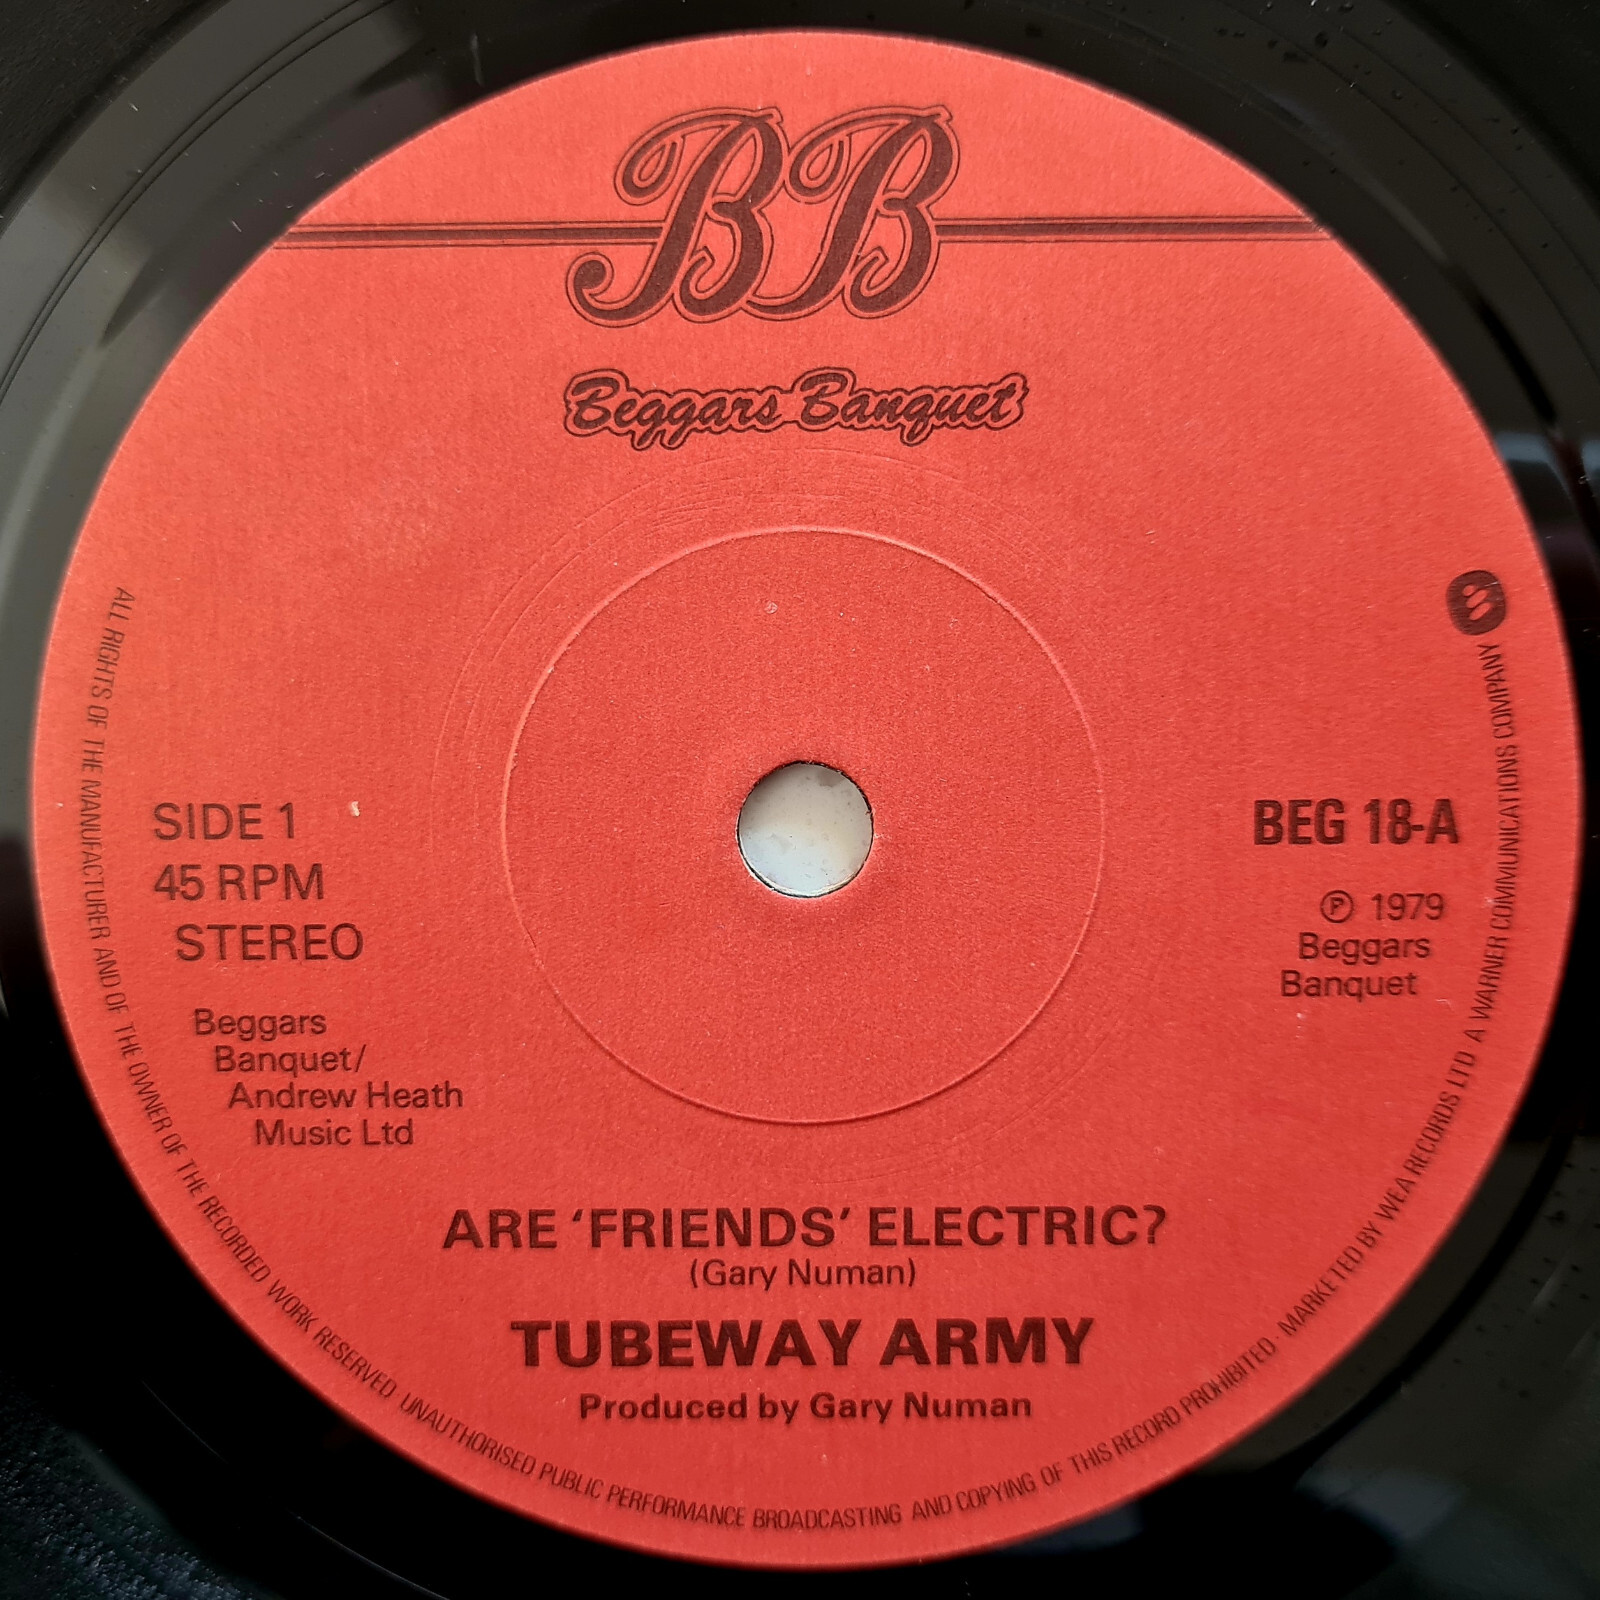 BB
Beggars Banquet
SIDE 1
45 RPM
STEREO
Beggars
Banquet/
Andrew Heath
Music Ltd
BEG 18-A
℗ 1979
Beggars
Banquet
ARE ‘FRIENDS’ ELECTRIC?
(Gary Numan)
TUBEWAY ARMY
Produced by Gary Numan
ALL RIGHTS OF THE MANUFACTURER AND OF THE OWNER OF THE RECORDED WORK RESERVED UNAUTHORISED PUBLIC PERFORMANCE BROADCASTING AND COPYING OF THIS RECORD PROHIBITED · MARKETED BY WEA RECORDS LTD A WARNER COMMUNICATIONS COMPANY